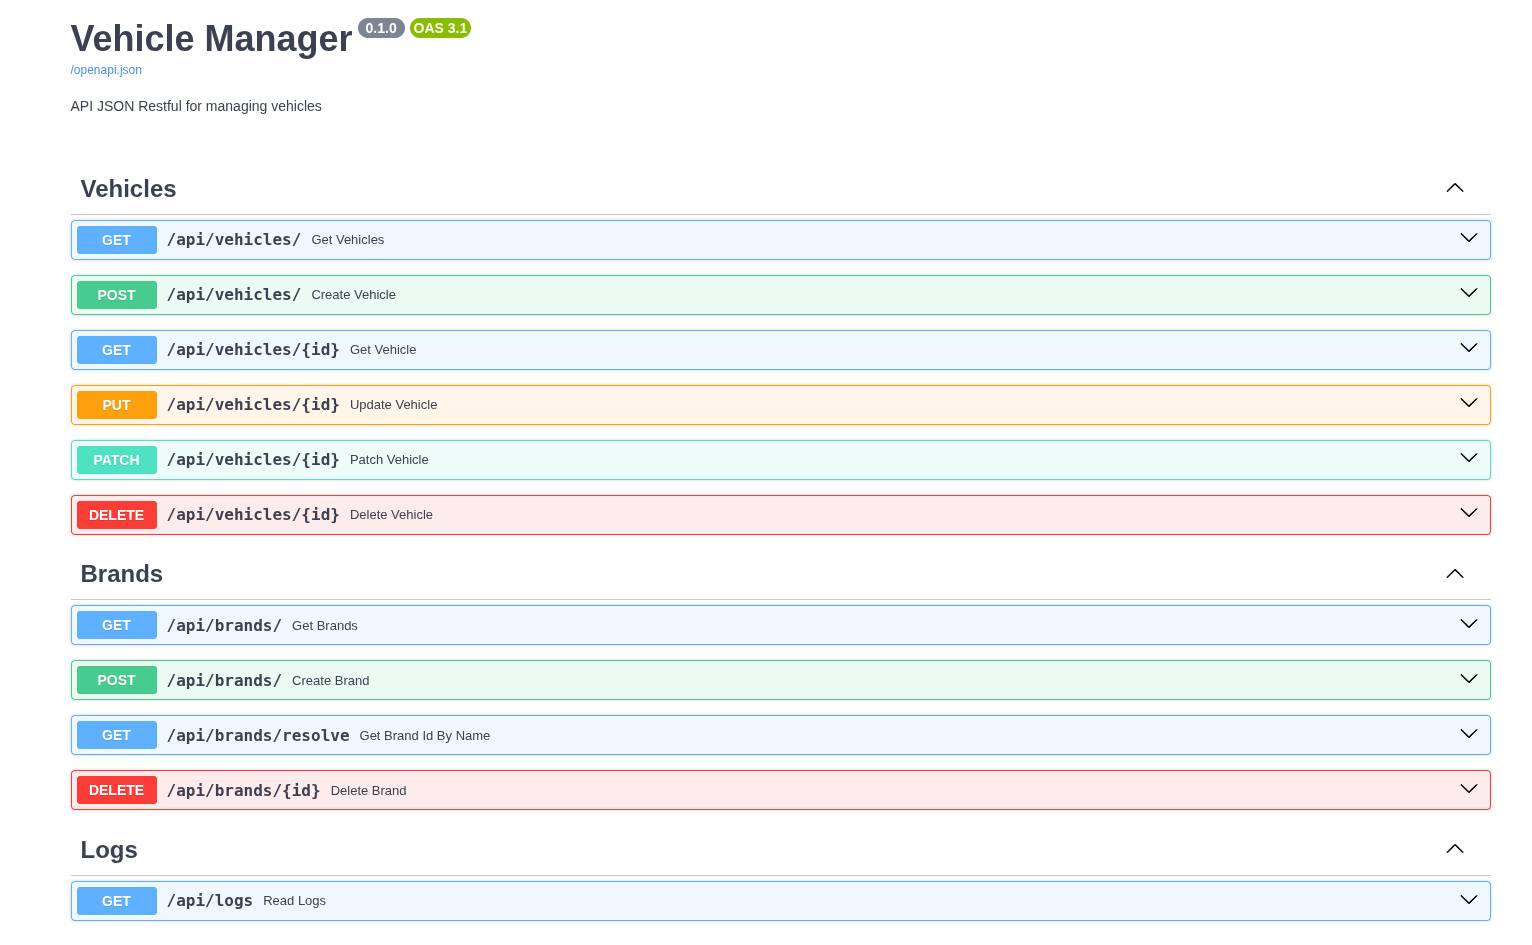 Vehicle Manager 0.1.0 OAS 3.1
/openapi.json
API JSON Restful for managing vehicles
Vehicles
GET /api/vehicles/ Get Vehicles
POST /api/vehicles/ Create Vehicle
GET /api/vehicles/{id} Get Vehicle
PUT /api/vehicles/{id} Update Vehicle
PATCH /api/vehicles/{id} Patch Vehicle
DELETE /api/vehicles/{id} Delete Vehicle
Brands
GET /api/brands/ Get Brands
POST /api/brands/ Create Brand
GET /api/brands/resolve Get Brand Id By Name
DELETE /api/brands/{id} Delete Brand
Logs
GET /api/logs Read Logs